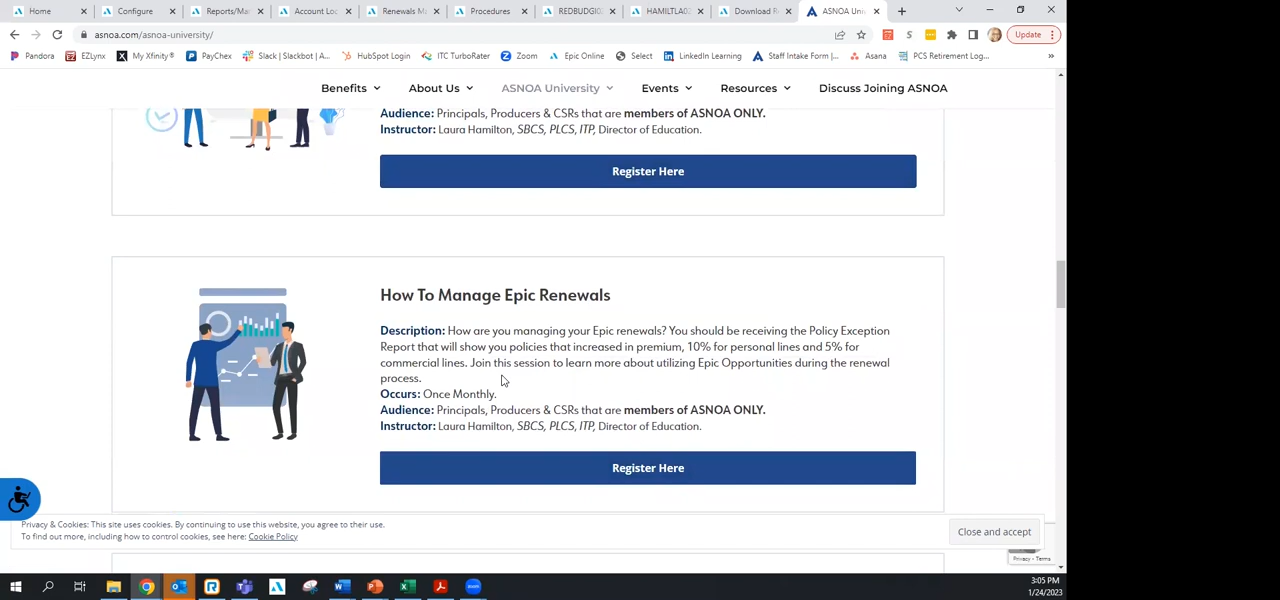 Home
Configure
Reports/Ma
Account Loc
Renewals M
Procedures
REDBUDGI0
HAMILTLA0
Download R
ASNOA Uni
asnoa.com/asnoa-university/
Update
Pandora
EZLynx
My Xfinity®
PayChex
Slack | Slackbot | A...
HubSpot Login
ITC TurboRater
Zoom
Epic Online
Select
LinkedIn Learning
Staff Intake Form |...
Asana
PCS Retirement Log...
»
Benefits
About Us
ASNOA University
Events
Resources
Discuss Joining ASNOA
Audience: Principals, Producers & CSRs that are members of ASNOA ONLY.
Instructor: Laura Hamilton, SBCS, PLCS, ITP, Director of Education.
Register Here
How To Manage Epic Renewals
Description: How are you managing your Epic renewals? You should be receiving the Policy Exception
Report that will show you policies that increased in premium, 10% for personal lines and 5% for
commercial lines. Join this session to learn more about utilizing Epic Opportunities during the renewal
process.
Occurs: Once Monthly.
Audience: Principals, Producers & CSRs that are members of ASNOA ONLY.
Instructor: Laura Hamilton, SBCS, PLCS, ITP, Director of Education.
Register Here
Privacy & Cookies: This site uses cookies. By continuing to use this website, you agree to their use.
To find out more, including how to control cookies, see here: Cookie Policy
Close and accept
Privacy - Terms
3:05 PM
1/24/2023